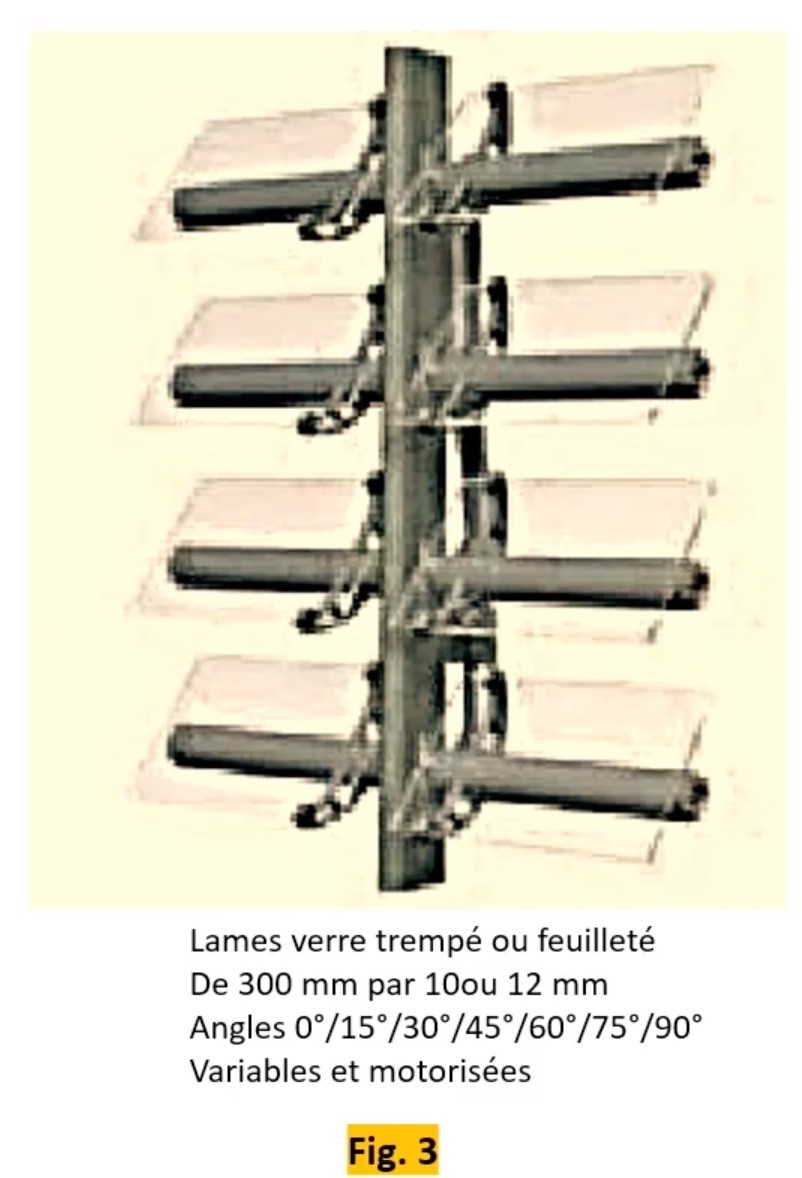 Lames verre trempé ou feuilleté
De 300 mm par 10ou 12 mm
Angles 0°/15°/30°/45°/60°/75°/90°
Variables et motorisées
Fig. 3